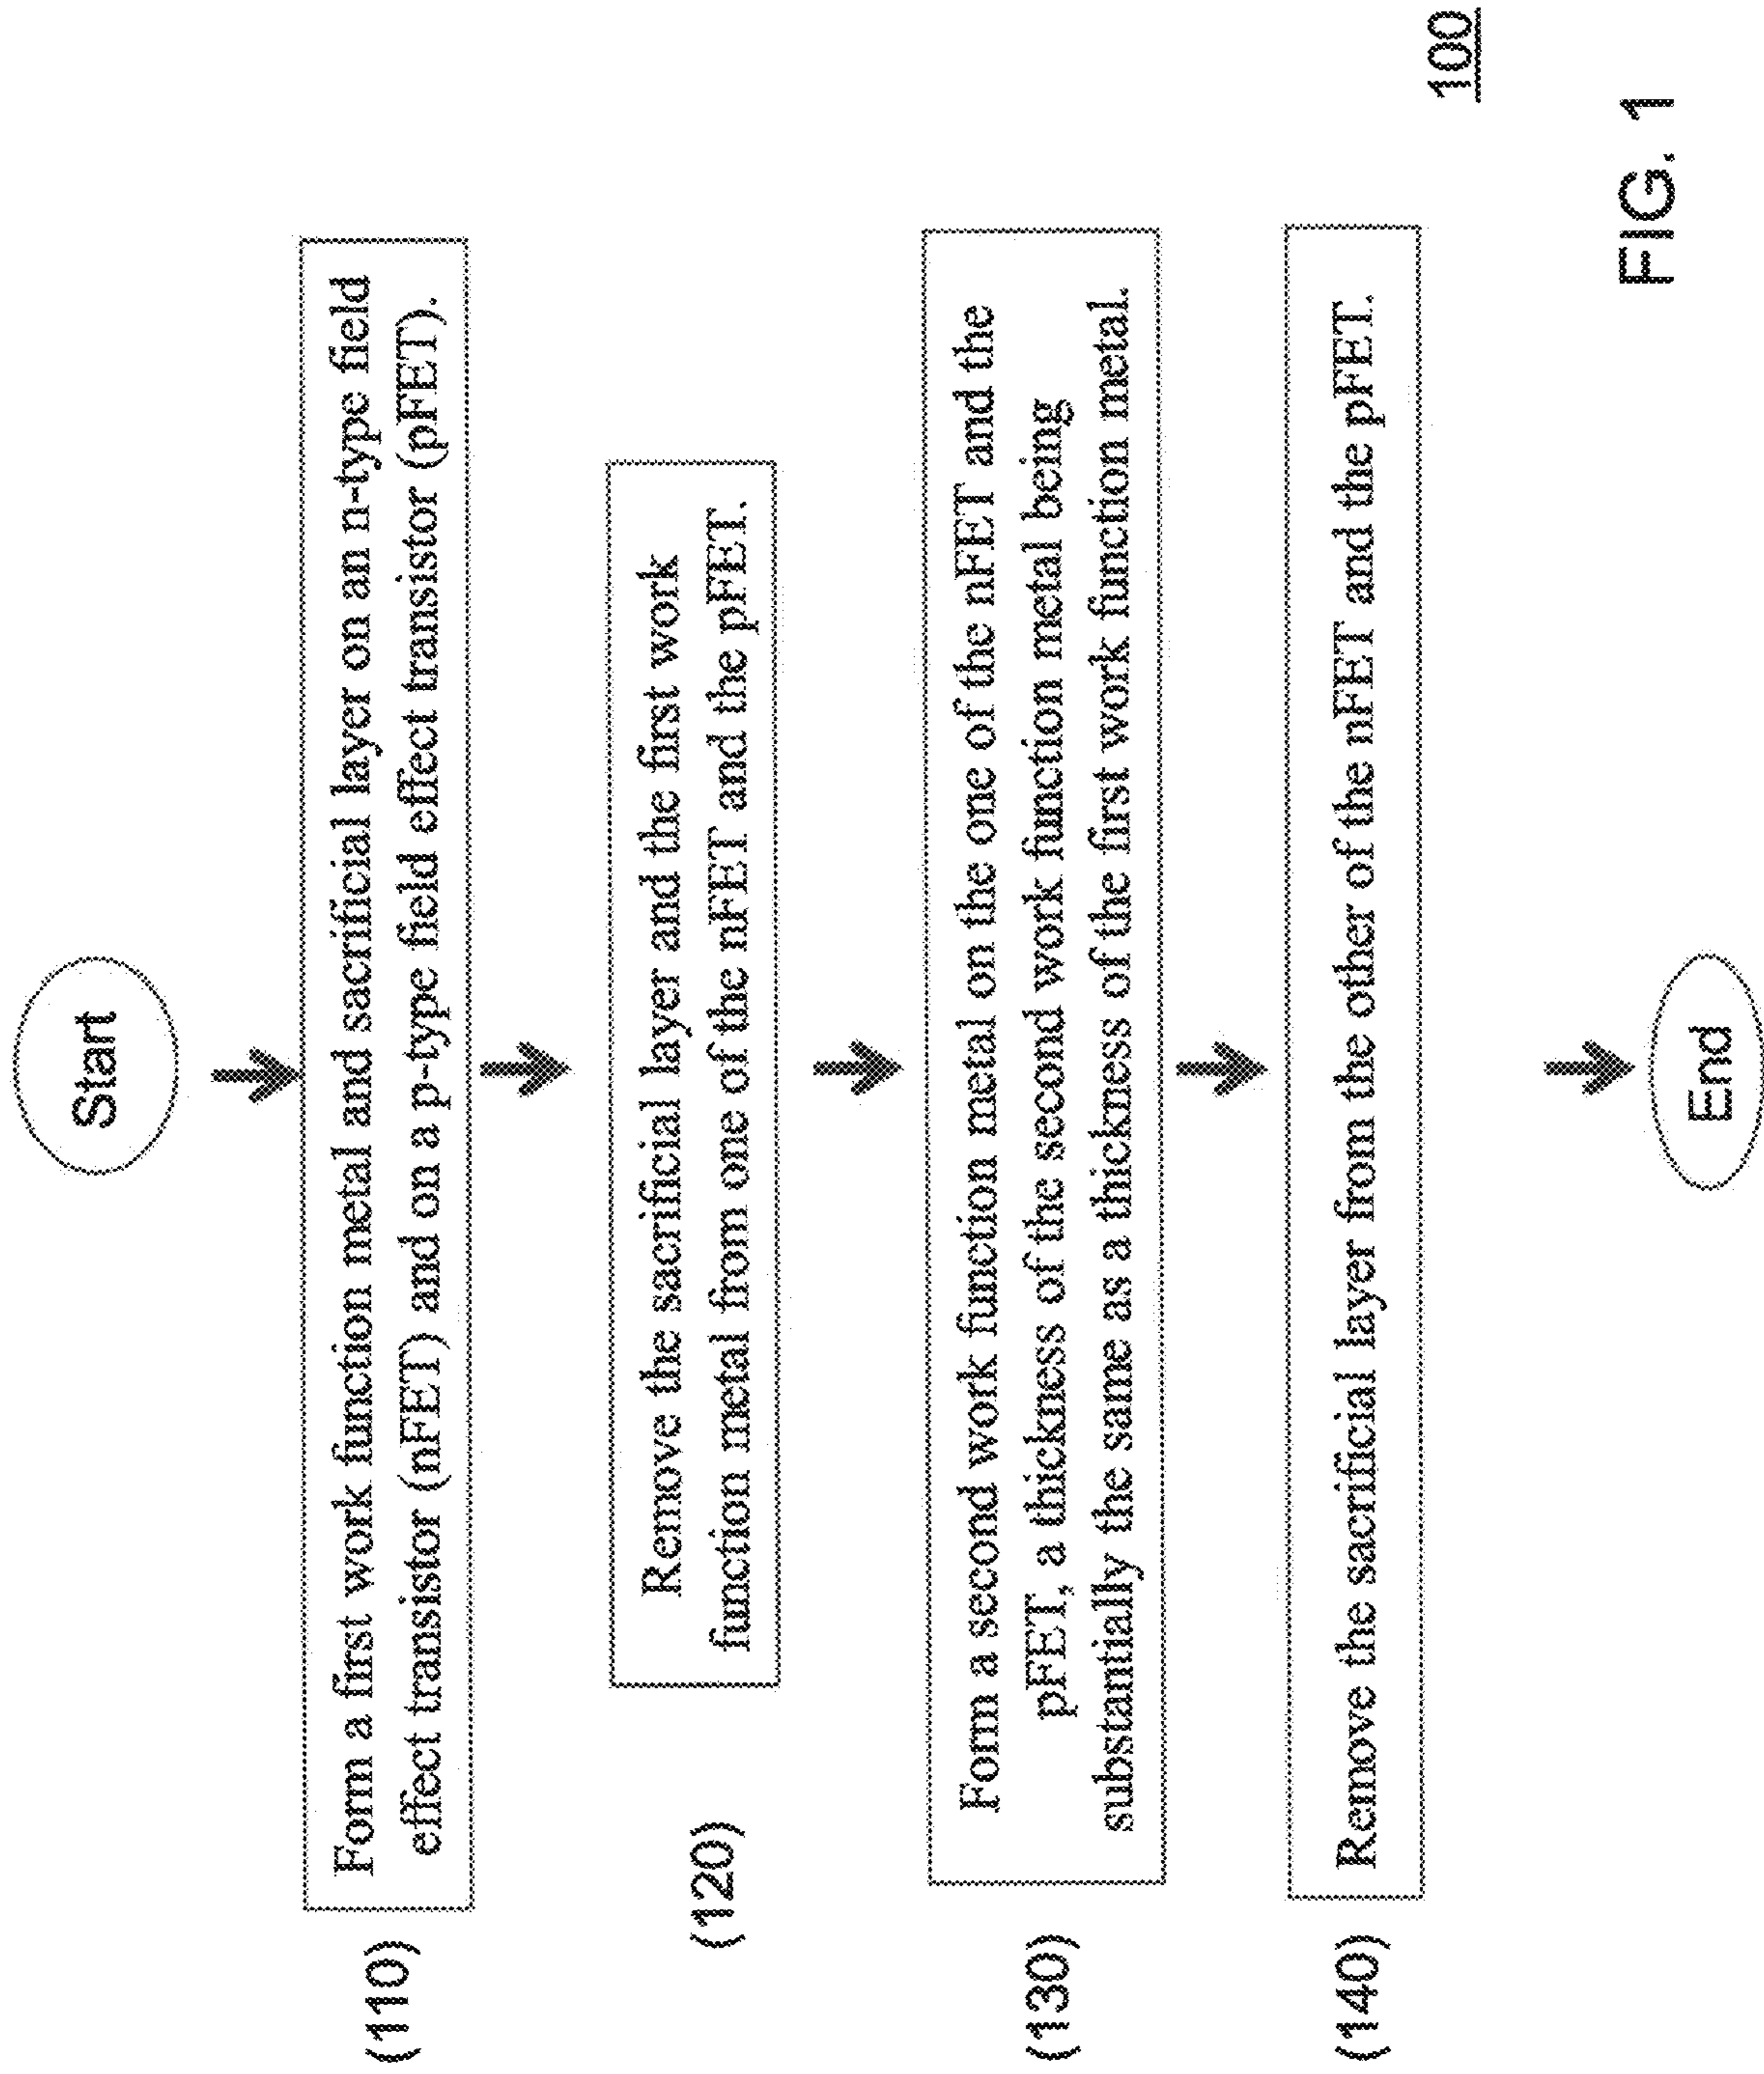 Start
(110)
Form a first work function metal and sacrificial layer on an n-type field
effect transistor (nFET) and on a p-type field effect transistor (pFET).
(120)
Remove the sacrificial layer and the first work
function metal from one of the nFET and the pFET.
(130)
Form a second work function metal on the one of the nFET and the
pFET, a thickness of the second work function metal being
substantially the same as a thickness of the first work function metal.
(140)
Remove the sacrificial layer from the other of the nFET and the pFET.
End
100
FIG. 1